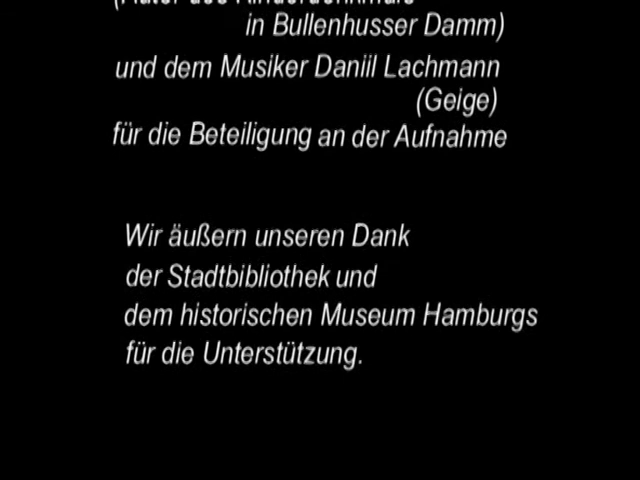 in Bullenhusser Damm)
und dem Musiker Daniil Lachmann
(Geige)
für die Beteiligung an der Aufnahme
Wir äußern unseren Dank
der Stadtbibliothek und
dem historischen Museum Hamburgs
für die Unterstützung.